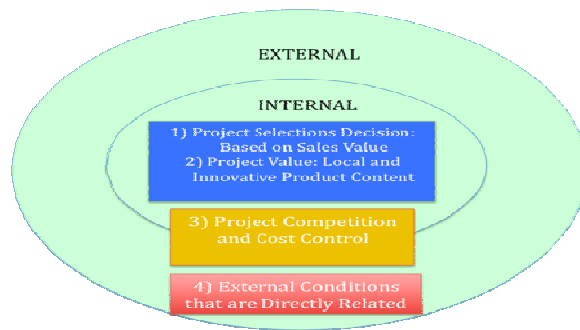 EXTERNAL
INTERNAL
1) Project Selections Decision:
Based on Sales Value
2) Project Value: Local and
Innovative Product Content
3) Project Competition
and Cost Control
4) External Conditions
that are Directly Related